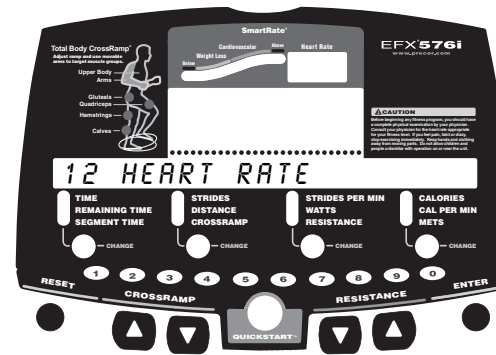 SmartRate®
Total Body CrossRamp®
Adjust ramp and use movable
arms to target muscle groups.
Upper Body
Arms
Gluteals
Quadriceps
Hamstrings
Calves
Below
Weight Loss
Cardiovascular
Above
Heart Rate
EFX®576i
www.precor.com
CAUTION
Before beginning any fitness program, you should have
a complete physical examination by your physician.
Consult your physician for the heart rate appropriate
for your fitness level. If you feel pain, faint or dizzy,
stop exercising immediately. Keep hands and clothing
away from moving parts. Do not allow children and
people unfamiliar with operation on or near the unit.
12 HEART RATE
TIME
REMAINING TIME
SEGMENT TIME
STRIDES
DISTANCE
CROSSRAMP
STRIDES PER MIN
WATTS
RESISTANCE
CALORIES
CAL PER MIN
METS
CHANGE
CHANGE
CHANGE
CHANGE
1 2 3 4 5 6 7 8 9 0
RESET
CROSSRAMP
RESISTANCE
ENTER
QUICKSTART™